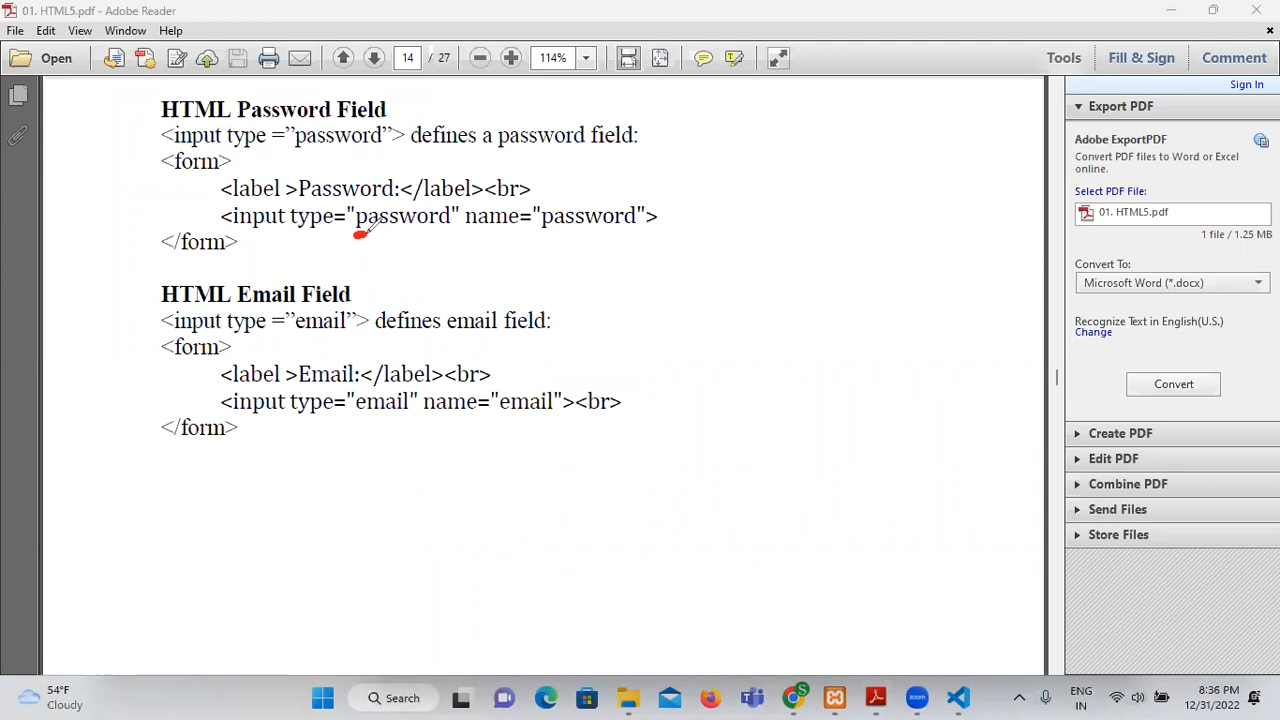 01. HTML5.pdf - Adobe Reader
File Edit View Window Help
Open 14 / 27 114% Tools Fill & Sign Comment
Sign In
HTML Password Field
<input type =”password”> defines a password field:
<form>
<label >Password:</label><br>
<input type="password" name="password">
</form>
HTML Email Field
<input type =”email”> defines email field:
<form>
<label >Email:</label><br>
<input type="email" name="email"><br>
</form>
Export PDF
Adobe ExportPDF
Convert PDF files to Word or Excel
online.
Select PDF File:
01. HTML5.pdf
1 file / 1.25 MB
Convert To:
Microsoft Word (*.docx)
Recognize Text in English(U.S.)
Change
Convert
Create PDF
Edit PDF
Combine PDF
Send Files
Store Files
54°F
Cloudy
Search
zoom
S
ENG
IN
8:36 PM
12/31/2022